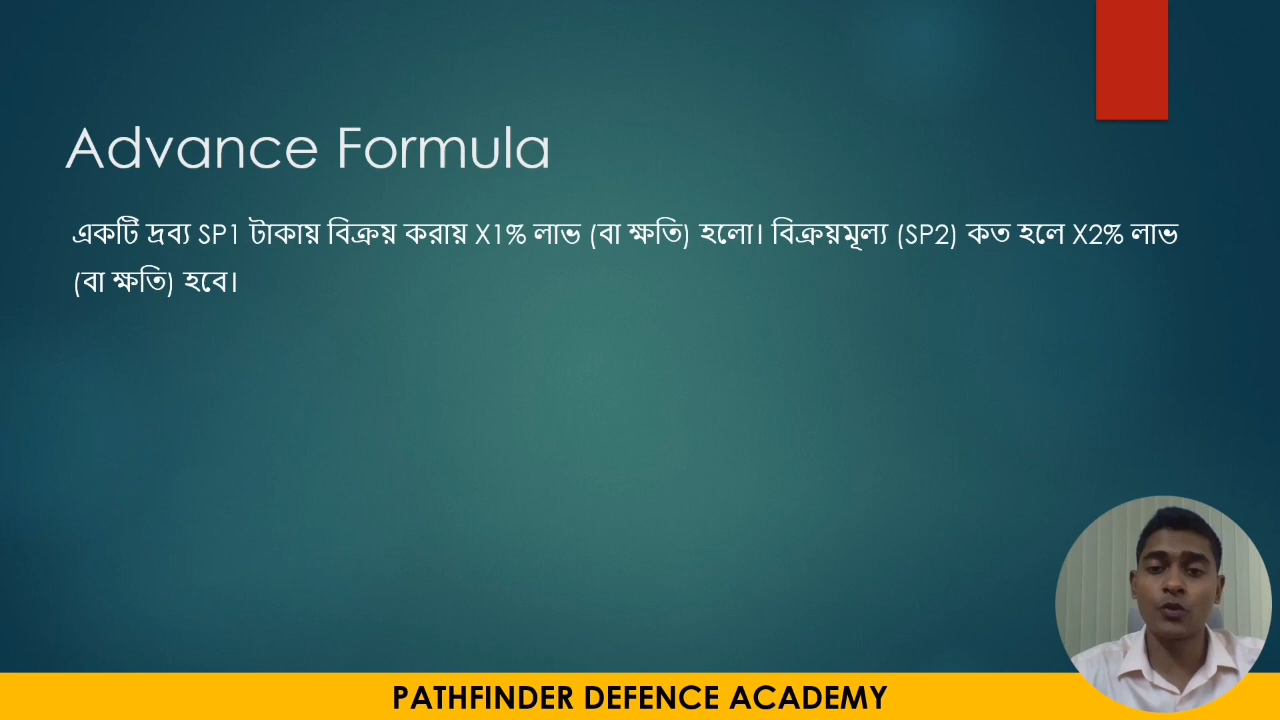 Advance Formula
একটি দ্রব্য SP1 টাকায় বিক্রয় করায় X1% লাভ (বা ক্ষতি) হলো। বিক্রয়মূল্য (SP2) কত হলে X2% লাভ
(বা ক্ষতি) হবে।
PATHFINDER DEFENCE ACADEMY